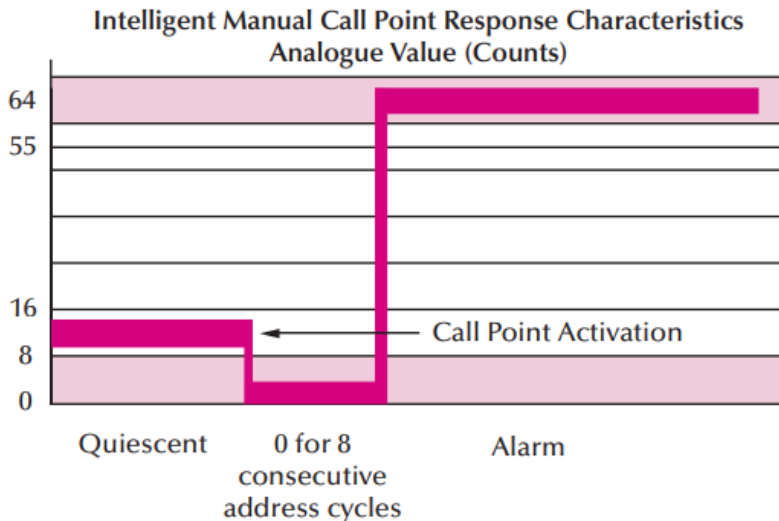 Intelligent Manual Call Point Response Characteristics
Analogue Value (Counts)
64
55
16
Call Point Activation
8
0
Quiescent
0 for 8
consecutive
address cycles
Alarm